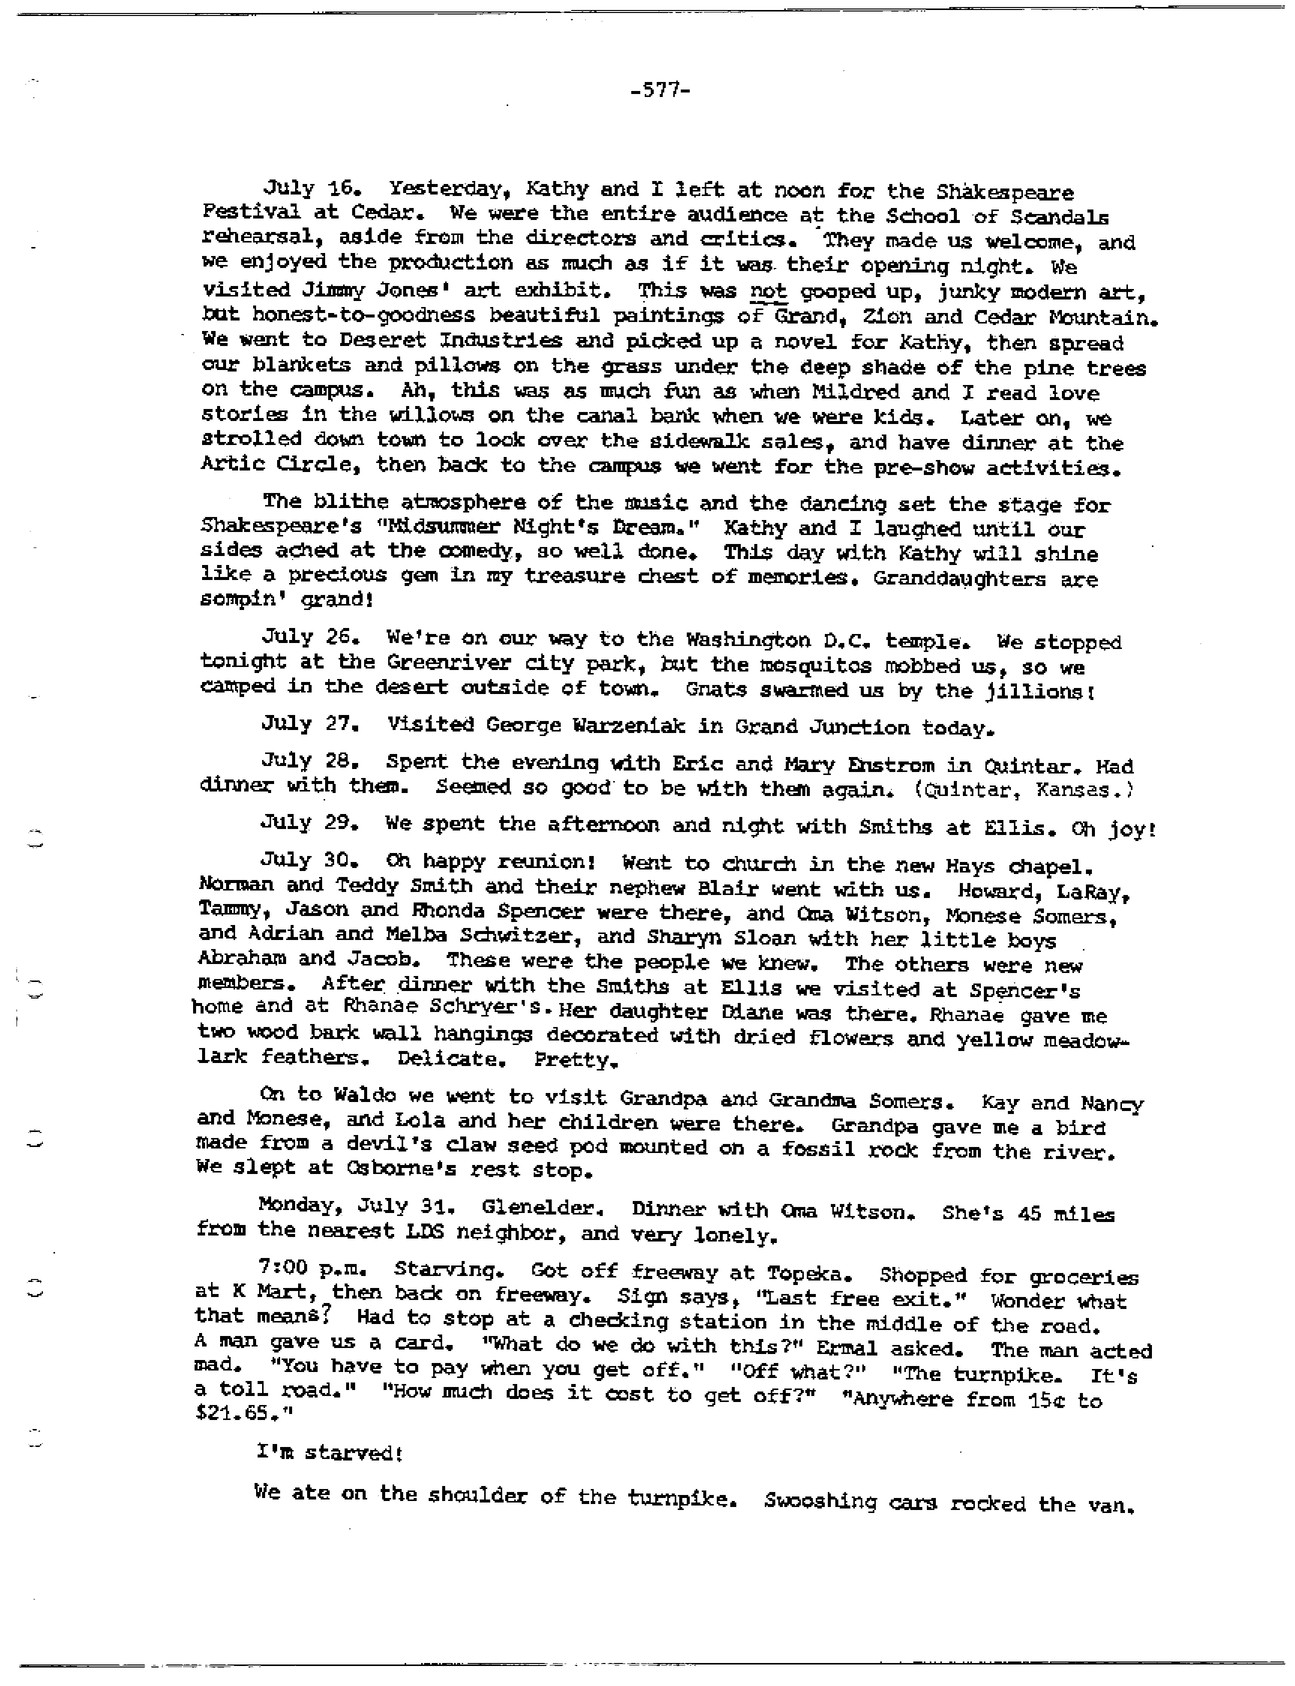 -577-
July 16. Yesterday, Kathy and I left at noon for the Shakespeare
Festival at Cedar. We were the entire audience at the School of Scandals
rehearsal, aside from the directors and critics. They made us welcome, and
we enjoyed the production as much as if it was their opening night. We
visited Jimmy Jones' art exhibit. This was not gooped up, junky modern art,
but honest-to-goodness beautiful paintings of Grand, Zion and Cedar Mountain.
We went to Deseret Industries and picked up a novel for Kathy, then spread
our blankets and pillows on the grass under the deep shade of the pine trees
on the campus. Ah, this was as much fun as when Mildred and I read love
stories in the willows on the canal bank when we were kids. Later on, we
strolled down town to look over the sidewalk sales, and have dinner at the
Artic Circle, then back to the campus we went for the pre-show activities.
The blithe atmosphere of the music and the dancing set the stage for
Shakespeare's "Midsummer Night's Dream." Kathy and I laughed until our
sides ached at the comedy, so well done. This day with Kathy will shine
like a precious gem in my treasure chest of memories. Granddaughters are
sompin' grand!
July 26. We're on our way to the Washington D.C. temple. We stopped
tonight at the Greenriver city park, but the mosquitos mobbed us, so we
camped in the desert outside of town. Gnats swarmed us by the jillions!
July 27. Visited George Warzeniak in Grand Junction today.
July 28. Spent the evening with Eric and Mary Enstrom in Quintar. Had
dinner with them. Seemed so good to be with them again. (Quintar, Kansas.)
July 29. We spent the afternoon and night with Smiths at Ellis. Oh joy!
July 30. Oh happy reunion! Went to church in the new Hays chapel.
Norman and Teddy Smith and their nephew Blair went with us. Howard, LaRay,
Tammy, Jason and Rhonda Spencer were there, and Oma Witson, Monese Somers,
and Adrian and Melba Schwitzer, and Sharyn Sloan with her little boys
Abraham and Jacob. These were the people we knew. The others were new
members. After dinner with the Smiths at Ellis we visited at Spencer's
home and at Rhanae Schryer's. Her daughter Diane was there. Rhanae gave me
two wood bark wall hangings decorated with dried flowers and yellow meadow-
lark feathers. Delicate. Pretty.
On to Waldo we went to visit Grandpa and Grandma Somers. Kay and Nancy
and Monese, and Lola and her children were there. Grandpa gave me a bird
made from a devil's claw seed pod mounted on a fossil rock from the river.
We slept at Osborne's rest stop.
Monday, July 31. Glenelder. Dinner with Oma Witson. She's 45 miles
from the nearest LDS neighbor, and very lonely.
7:00 p.m. Starving. Got off freeway at Topeka. Shopped for groceries
at K Mart, then back on freeway. Sign says, "Last free exit." Wonder what
that means? Had to stop at a checking station in the middle of the road.
A man gave us a card. "What do we do with this?" Ermal asked. The man acted
mad. "You have to pay when you get off." "Off what?" "The turnpike. It's
a toll road." "How much does it cost to get off?" "Anywhere from 15¢ to
$21.65."
I'm starved!
We ate on the shoulder of the turnpike. Swooshing cars rocked the van.